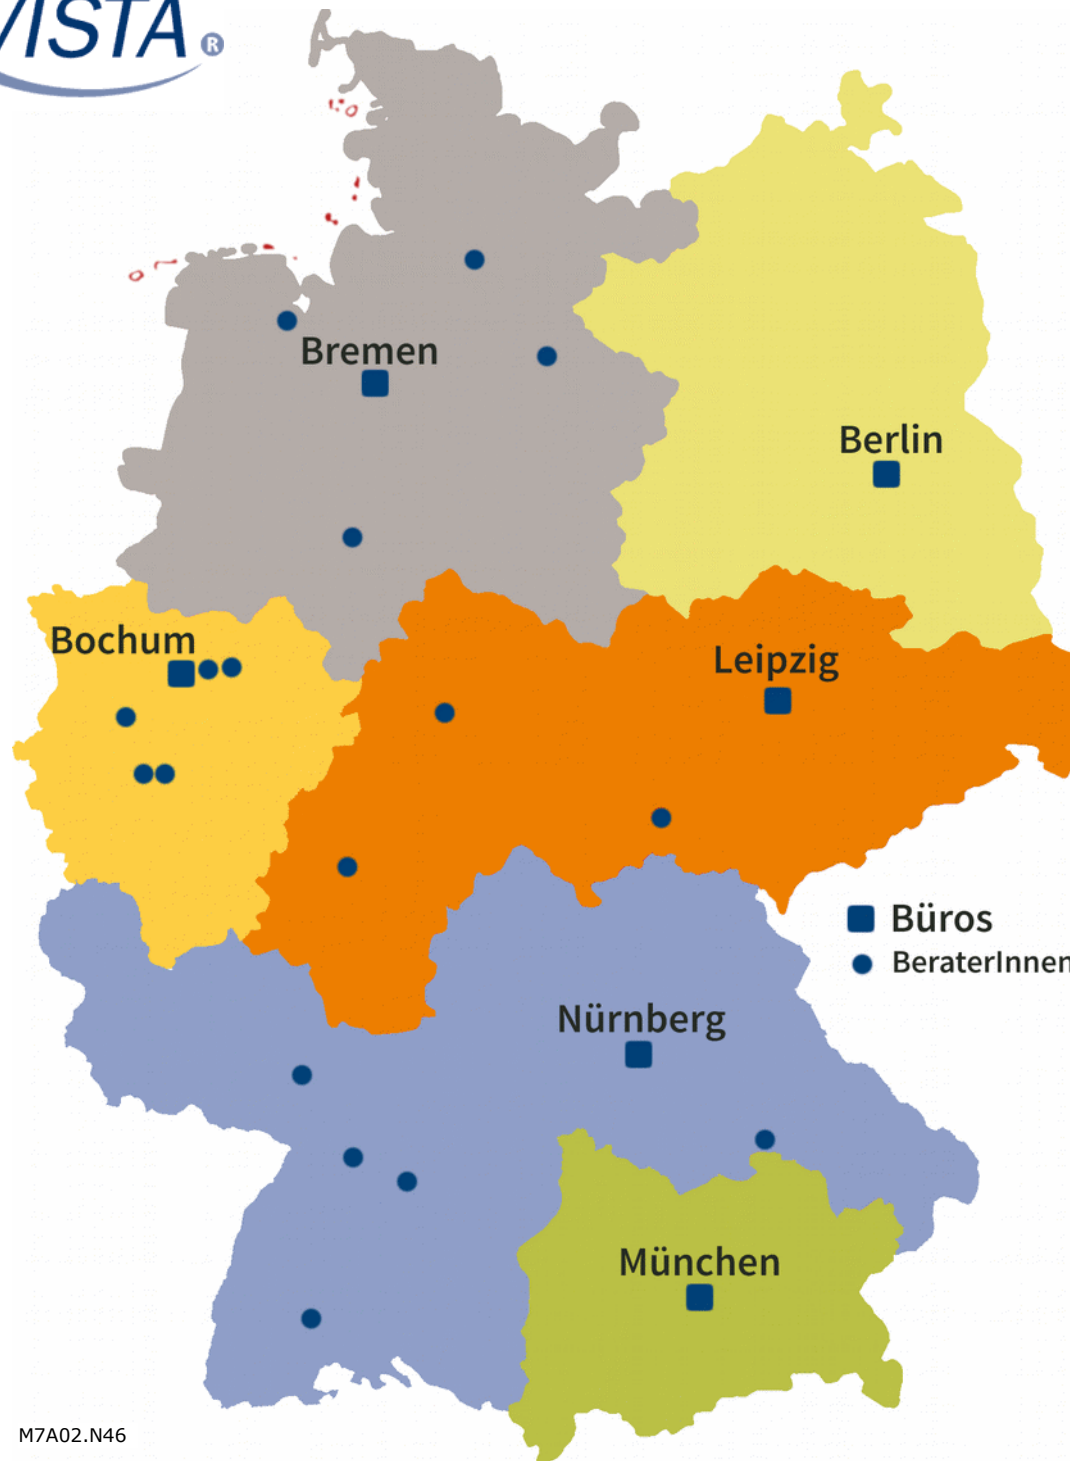 VISTA®
Bremen
Berlin
Bochum
Leipzig
Büros
BeraterInnen
Nürnberg
München
M7A02.N46